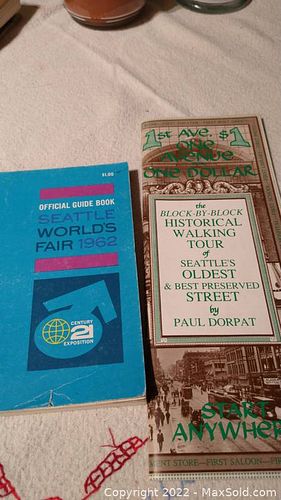 $1.00
OFFICIAL GUIDE BOOK
SEATTLE
WORLD'S
FAIR 1962
CENTURY
21
EXPOSITION
1st AVE. $1
ONE
AVENUE
ONE DOLLAR
the
BLOCK-BY-BLOCK
HISTORICAL
WALKING
TOUR
of
SEATTLE'S
OLDEST
& BEST PRESERVED
STREET
by
PAUL DORPAT
START
ANYWHER
STORE—FIRST SALOON—
Copyright 2022 - MaxSold.com